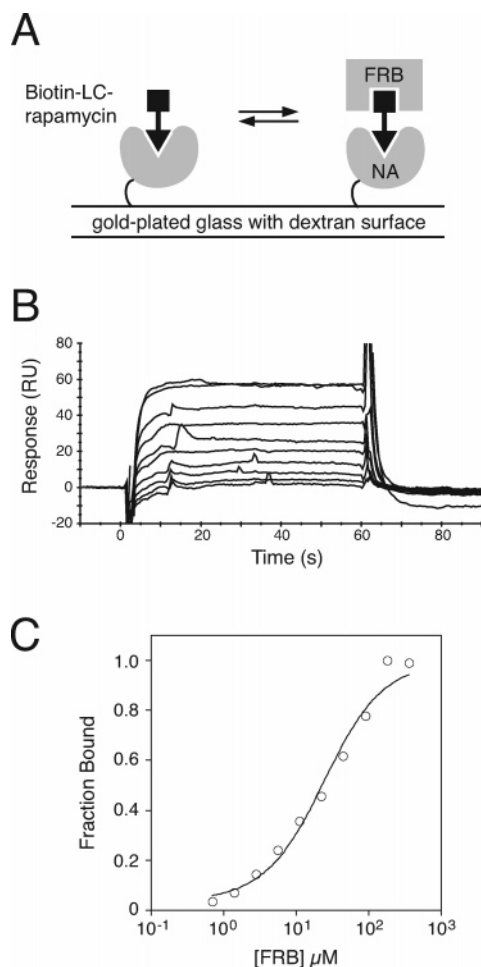 A
Biotin-LC-
rapamycin
FRB
NA
gold-plated glass with dextran surface
B
Response (RU)
80
60
40
20
0
-20
0 20 40 60 80
Time (s)
C
Fraction Bound
1.0
0.8
0.6
0.4
0.2
0
10-1 10⁰ 10¹ 10² 10³
[FRB] µM